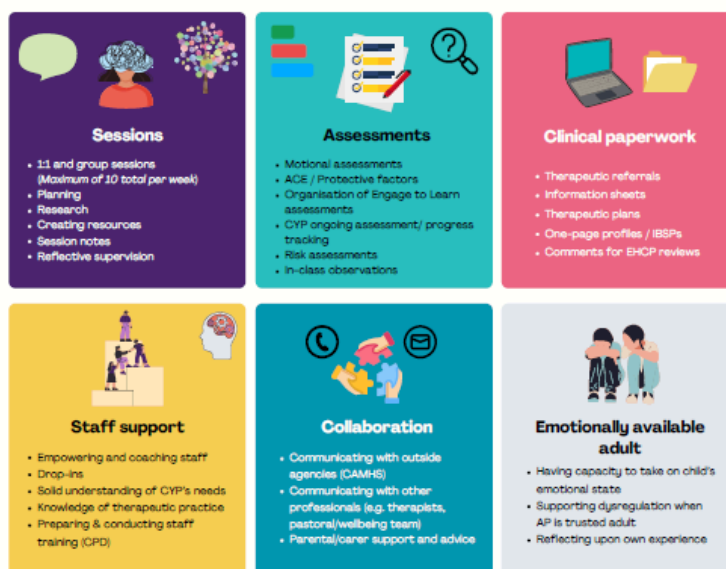 Sessions
• 1:1 and group sessions
(Maximum of 10 total per week)
• Planning
• Research
• Creating resources
• Session notes
• Reflective supervision
Assessments
• Motional assessments
• ACE / Protective factors
• Organisation of Engage to Learn
assessments
• CYP ongoing assessment/ progress
tracking
• Risk assessments
• In-class observations
Clinical paperwork
• Therapeutic referrals
• Information sheets
• Therapeutic plans
• One-page profiles / IBSPs
• Comments for EHCP reviews
Staff support
• Empowering and coaching staff
• Drop-ins
• Solid understanding of CYP's needs
• Knowledge of therapeutic practice
• Preparing & conducting staff
training (CPD)
Collaboration
• Communicating with outside
agencies (CAMHS)
• Communicating with other
professionals (e.g. therapists,
pastoral/wellbeing team)
• Parental/carer support and advice
Emotionally available
adult
• Having capacity to take on child's
emotional state
• Supporting dysregulation when
AP is trusted adult
• Reflecting upon own experience